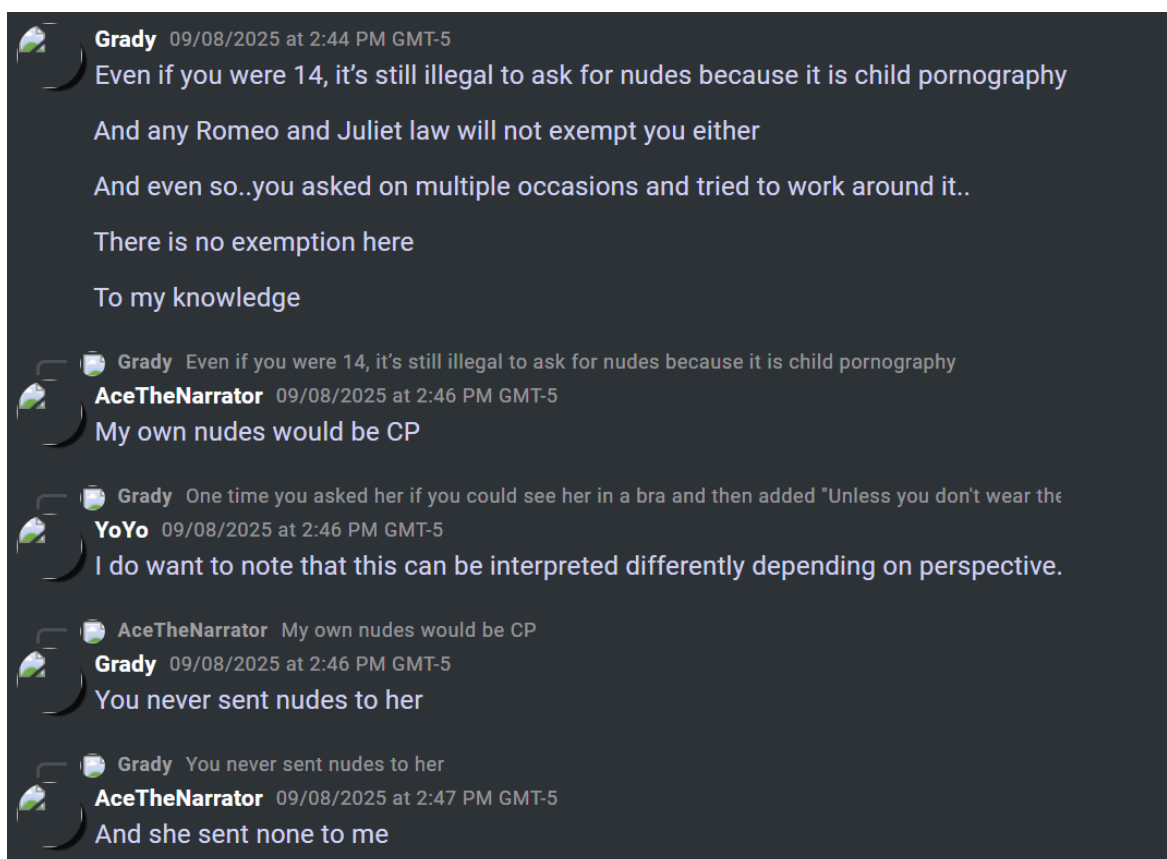 Grady 09/08/2025 at 2:44 PM GMT-5
Even if you were 14, it’s still illegal to ask for nudes because it is child pornography
And any Romeo and Juliet law will not exempt you either
And even so..you asked on multiple occasions and tried to work around it..
There is no exemption here
To my knowledge
Grady Even if you were 14, it’s still illegal to ask for nudes because it is child pornography
AceTheNarrator 09/08/2025 at 2:46 PM GMT-5
My own nudes would be CP
Grady One time you asked her if you could see her in a bra and then added "Unless you don't wear the
YoYo 09/08/2025 at 2:46 PM GMT-5
I do want to note that this can be interpreted differently depending on perspective.
AceTheNarrator My own nudes would be CP
Grady 09/08/2025 at 2:46 PM GMT-5
You never sent nudes to her
Grady You never sent nudes to her
AceTheNarrator 09/08/2025 at 2:47 PM GMT-5
And she sent none to me